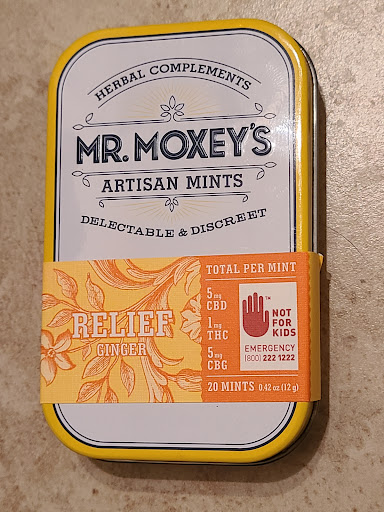 HERBAL COMPLEMENTS
MR. MOXEY'S
ARTISAN MINTS
DELECTABLE & DISCREET
RELIEF
GINGER
TOTAL PER MINT
5mg
CBD
1mg
THC
5mg
CBG
™
NOT
FOR
KIDS
EMERGENCY
(800) 222 1222
20 MINTS 0.42 oz (12 g)